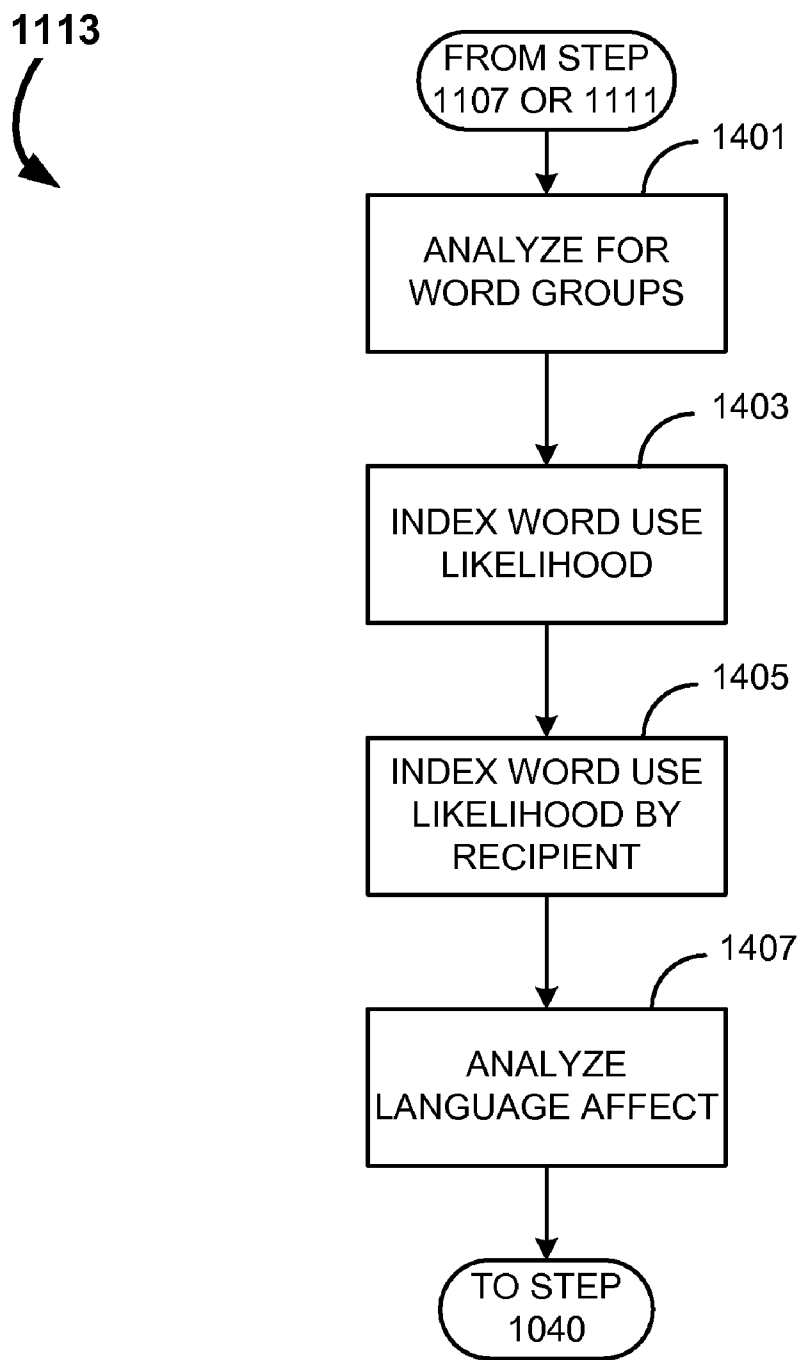 1113
FROM STEP
1107 OR 1111
1401
ANALYZE FOR
WORD GROUPS
1403
INDEX WORD USE
LIKELIHOOD
1405
INDEX WORD USE
LIKELIHOOD BY
RECIPIENT
1407
ANALYZE
LANGUAGE AFFECT
TO STEP
1040